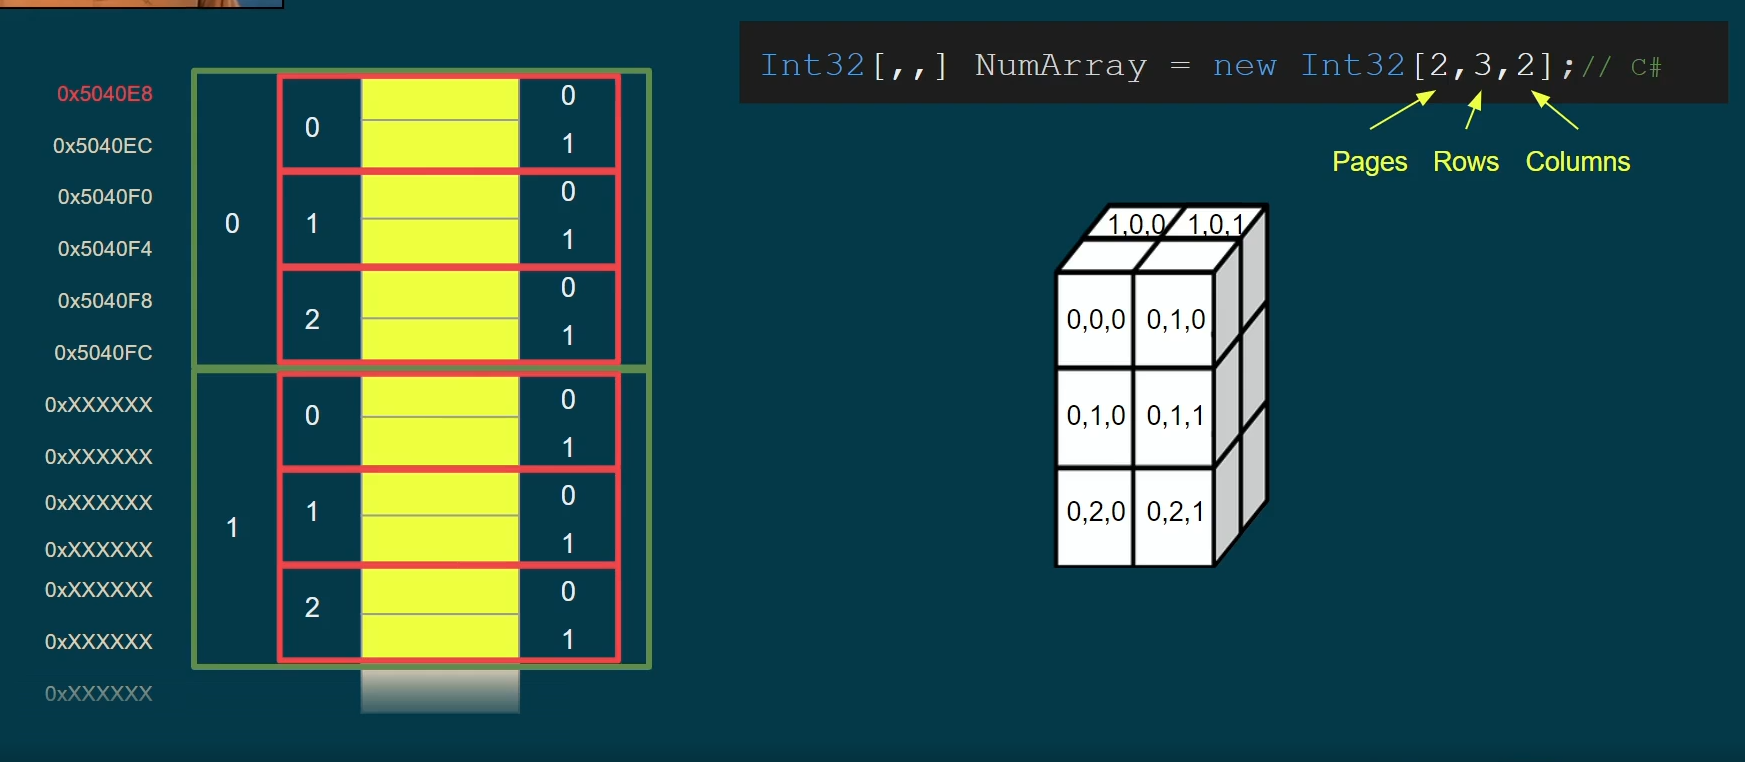 Int32[,,] NumArray = new Int32[2,3,2];// C#
Pages Rows Columns
0x5040E8
0x5040EC
0x5040F0
0x5040F4
0x5040F8
0x5040FC
0xXXXXXX
0xXXXXXX
0xXXXXXX
0xXXXXXX
0xXXXXXX
0xXXXXXX
0xXXXXXX
0
0
0
1
1
0
1
2
0
1
1
0
0
1
1
0
1
2
0
1
1,0,0 1,0,1
0,0,0 0,1,0
0,1,0 0,1,1
0,2,0 0,2,1